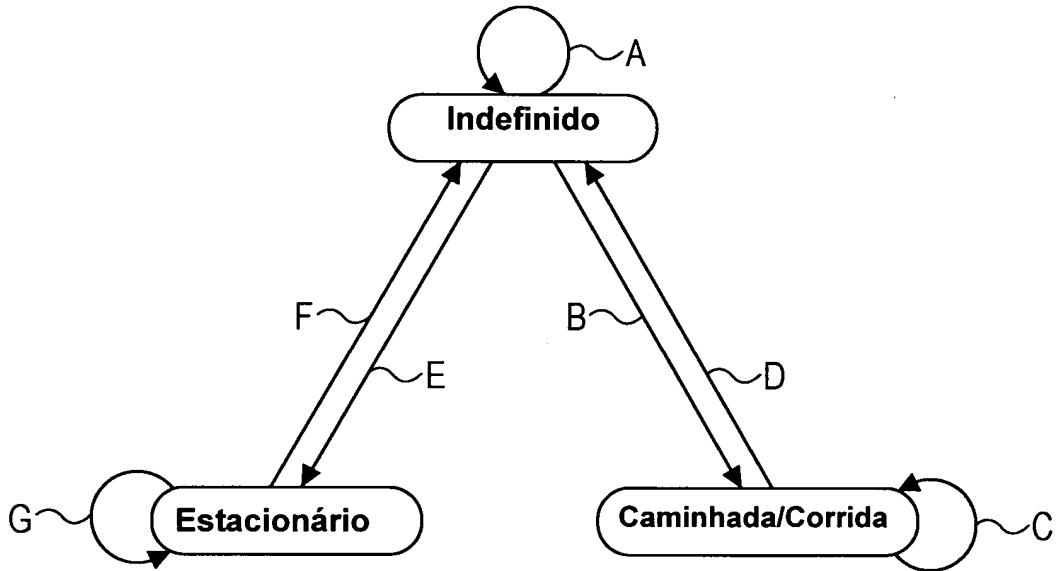 A
Indefinido
F
B
E
D
G
Estacionário
Caminhada/Corrida
C